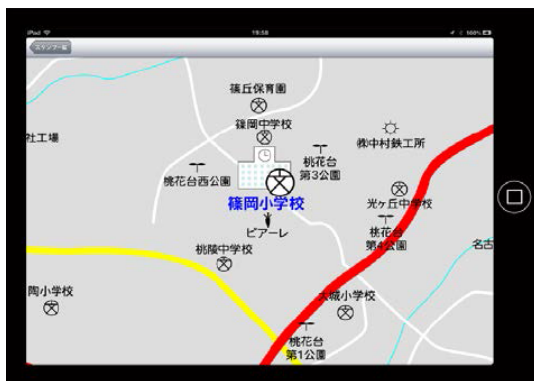 iPad
19:58
100%
スタンプ一覧
篠丘保育園
篠岡中学校
社工場
㈱中村鉄工所
桃花台
第3公園
桃花台西公園
光ヶ丘中学校
篠岡小学校
ピアーレ
桃花台
第4公園
名古
桃陵中学校
陶小学校
大城小学校
桃花台
第1公園